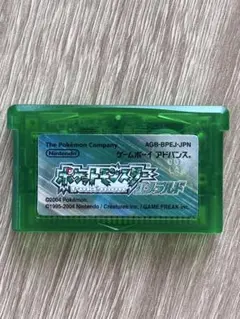 The Pokémon Company
Nintendo
AGB-BPEJ-JPN
ゲームボーイ アドバンス
ポケットモンスター
エメラルド
©2004 Pokémon.
©1995-2004 Nintendo / Creatures inc. / GAME FREAK inc.